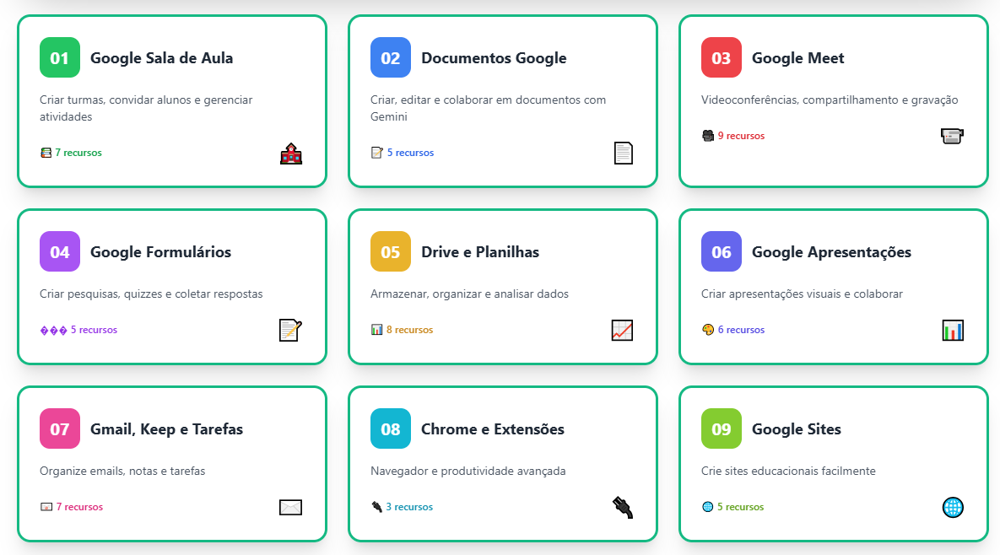 01 Google Sala de Aula
Criar turmas, convidar alunos e gerenciar
atividades
7 recursos
02 Documentos Google
Criar, editar e colaborar em documentos com
Gemini
5 recursos
03 Google Meet
Videoconferências, compartilhamento e gravação
9 recursos
04 Google Formulários
Criar pesquisas, quizzes e coletar respostas
��� 5 recursos
05 Drive e Planilhas
Armazenar, organizar e analisar dados
8 recursos
06 Google Apresentações
Criar apresentações visuais e colaborar
6 recursos
07 Gmail, Keep e Tarefas
Organize emails, notas e tarefas
7 recursos
08 Chrome e Extensões
Navegador e produtividade avançada
3 recursos
09 Google Sites
Crie sites educacionais facilmente
5 recursos